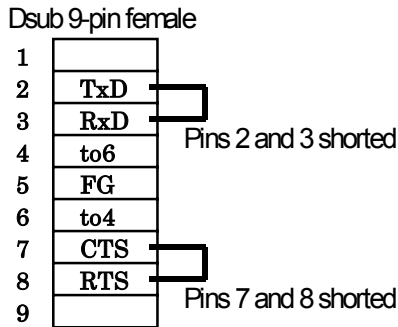 Dsub 9-pin female
1
2 TxD
3 RxD
Pins 2 and 3 shorted
4 to6
5 FG
6 to4
7 CTS
8 RTS
Pins 7 and 8 shorted
9